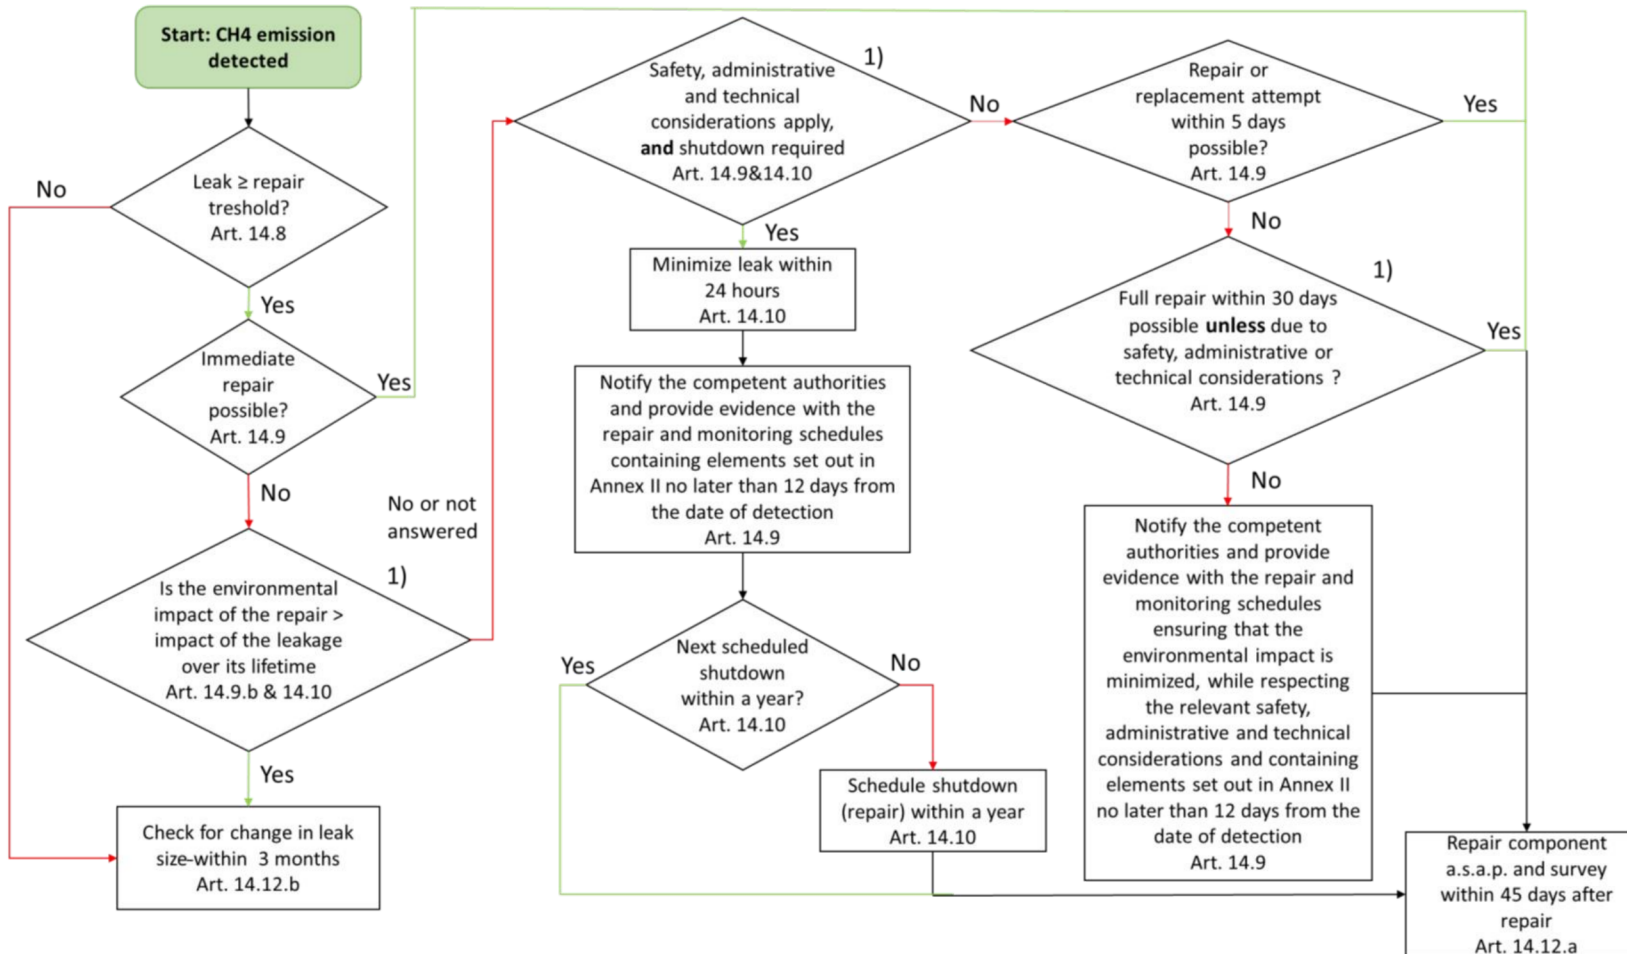 Start: CH4 emission
detected
Leak ≥ repair
treshold?
Art. 14.8
No
Yes
Immediate
repair
possible?
Art. 14.9
Yes
No
Is the environmental
impact of the repair >
impact of the leakage
over its lifetime
Art. 14.9.b & 14.10
1)
No or not
answered
Yes
Check for change in leak
size-within 3 months
Art. 14.12.b
Safety, administrative
and technical
considerations apply,
and shutdown required
Art. 14.9&14.10
1)
No
Yes
Minimize leak within
24 hours
Art. 14.10
Notify the competent authorities
and provide evidence with the
repair and monitoring schedules
containing elements set out in
Annex II no later than 12 days from
the date of detection
Art. 14.9
Next scheduled
shutdown
within a year?
Art. 14.10
Yes
No
Schedule shutdown
(repair) within a year
Art. 14.10
Repair or
replacement attempt
within 5 days
possible?
Art. 14.9
Yes
No
Full repair within 30 days
possible unless due to
safety, administrative or
technical considerations ?
Art. 14.9
1)
Yes
No
Notify the competent
authorities and provide
evidence with the repair and
monitoring schedules
ensuring that the
environmental impact is
minimized, while respecting
the relevant safety,
administrative and technical
considerations and containing
elements set out in Annex II
no later than 12 days from the
date of detection
Art. 14.9
Repair component
a.s.a.p. and survey
within 45 days after
repair
Art. 14.12.a